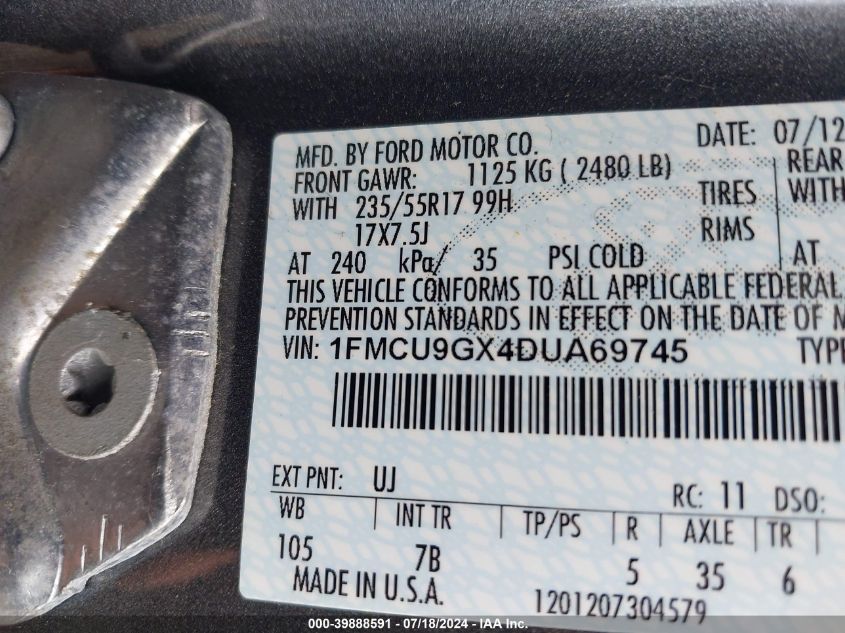 DATE: 07/12
MFD. BY FORD MOTOR CO.
FRONT GAWR: 1125 KG ( 2480 LB) REAR
WITH 235/55R17 99H TIRES WITH
17X7.5J RIMS
AT 240 kPa/ 35 PSI COLD AT
THIS VEHICLE CONFORMS TO ALL APPLICABLE FEDERAL
PREVENTION STANDARDS IN EFFECT ON THE DATE OF M
VIN: 1FMCU9GX4DUA69745 TYPE
EXT PNT: UJ RC: 11 DSO:
WB INT TR TP/PS R AXLE TR
105 7B 5 35 6
MADE IN U.S.A. 1201207304579
000-39888591 / 07/18/2024 - IAA Inc.